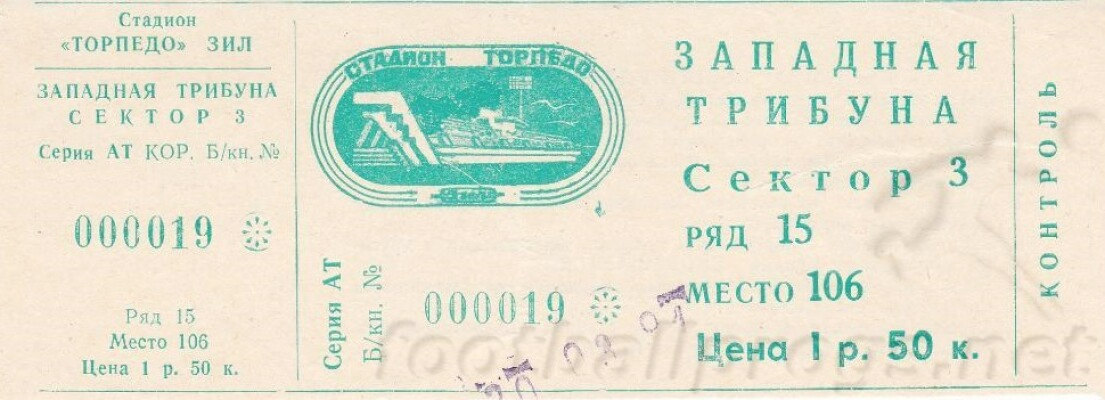 Стадион
«ТОРПЕДО» ЗИЛ
ЗАПАДНАЯ ТРИБУНА
СЕКТОР 3
Серия АТ КОР. Б/кн. №
000019
Ряд 15
Место 106
Цена 1 р. 50 к.
СТАДИОН ТОРПЕДО
Серия АТ
Б/кн. №
000019
ЗАПАДНАЯ
ТРИБУНА
Сектор 3
РЯД 15
МЕСТО 106
Цена 1 р. 50 к.
КОНТРОЛЬ
footballprogz.net